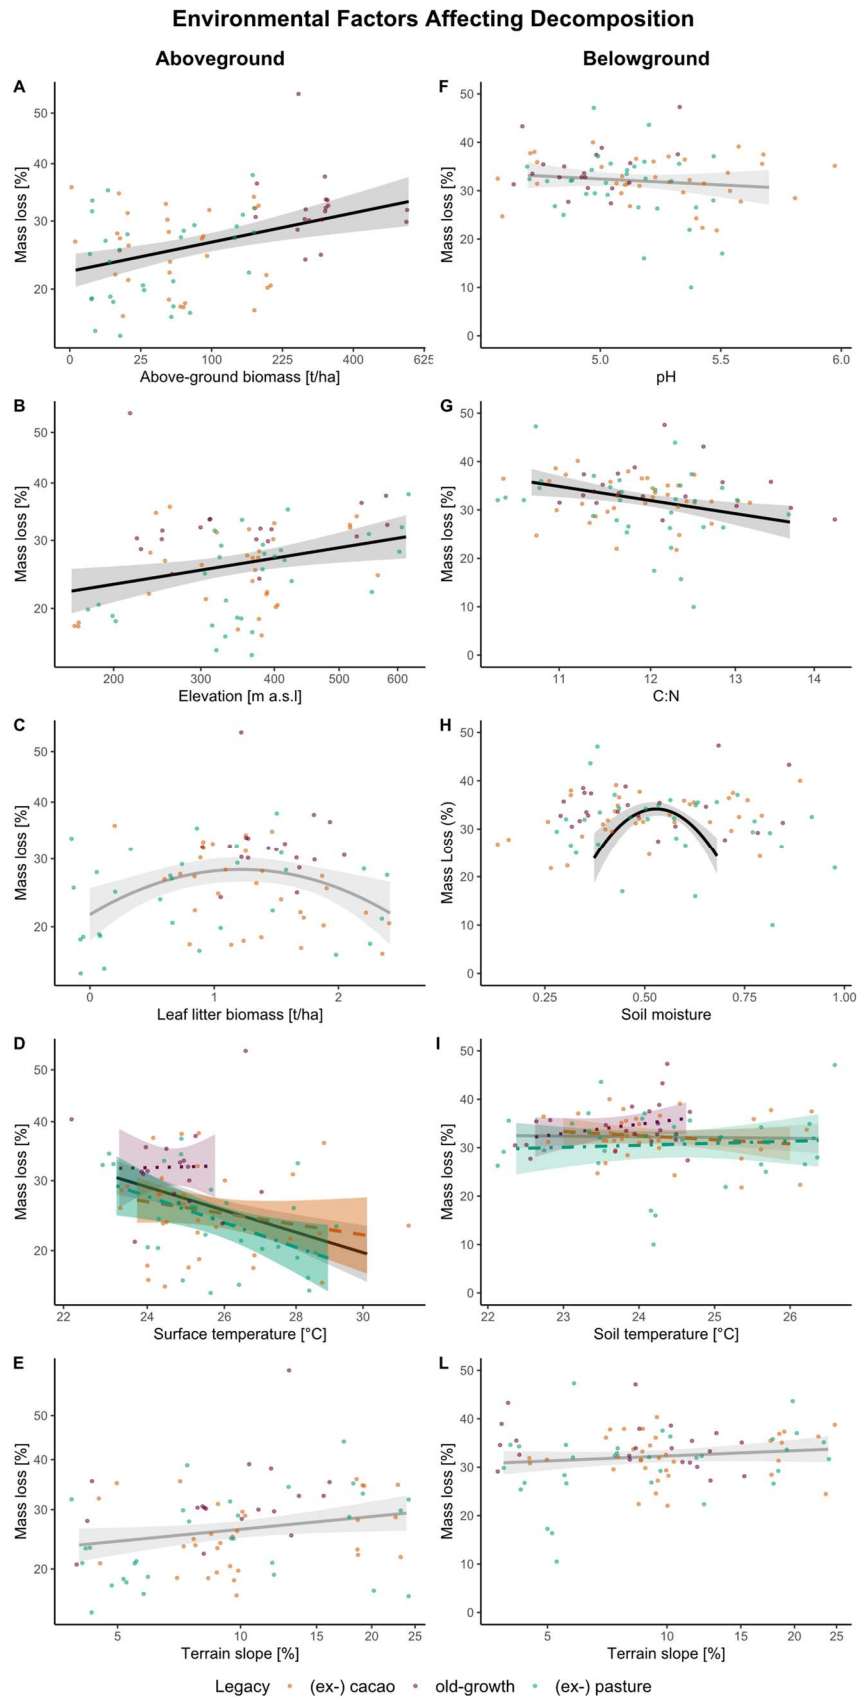 Environmental Factors Affecting Decomposition
Aboveground
Belowground
A
Mass loss [%]
50
40
30
20
0
25
100
225
400
625
Above-ground biomass [t/ha]
F
Mass loss [%]
50
40
30
20
10
0
5.0
5.5
6.0
pH
B
Mass loss [%]
50
40
30
20
200
300
400
500
600
Elevation [m a.s.l]
G
Mass loss [%]
50
40
30
20
10
0
11
12
13
14
C:N
C
Mass loss [%]
50
40
30
20
0
1
2
Leaf litter biomass [t/ha]
H
Mass Loss (%)
50
40
30
20
10
0
0.25
0.50
0.75
1.00
Soil moisture
D
Mass loss [%]
50
40
30
20
22
24
26
28
30
Surface temperature [°C]
I
Mass loss [%]
50
40
30
20
10
0
22
23
24
25
26
Soil temperature [°C]
E
Mass loss [%]
50
40
30
20
5
10
15
20
25
Terrain slope [%]
L
Mass loss [%]
50
40
30
20
10
0
5
10
15
20
25
Terrain slope [%]
Legacy (ex-) cacao old-growth (ex-) pasture